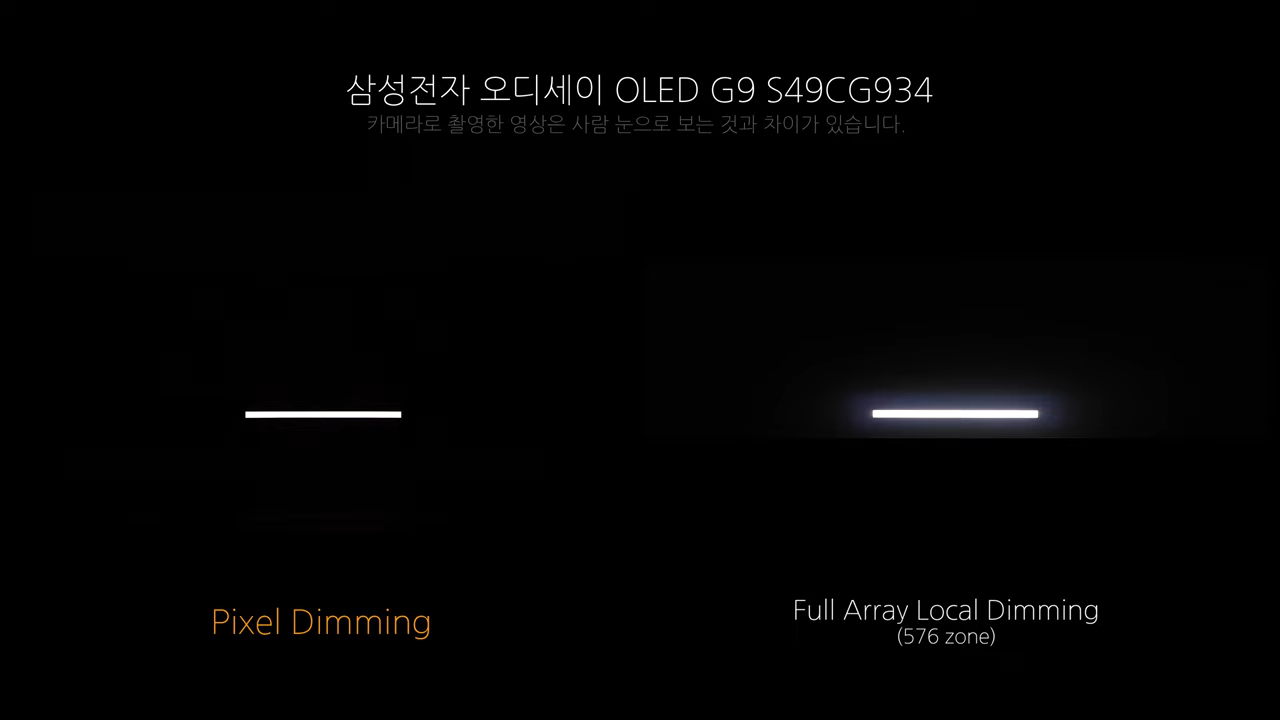 삼성전자 오디세이 OLED G9 S49CG934
카메라로 촬영한 영상은 사람 눈으로 보는 것과 차이가 있습니다.
Pixel Dimming
Full Array Local Dimming
(576 zone)